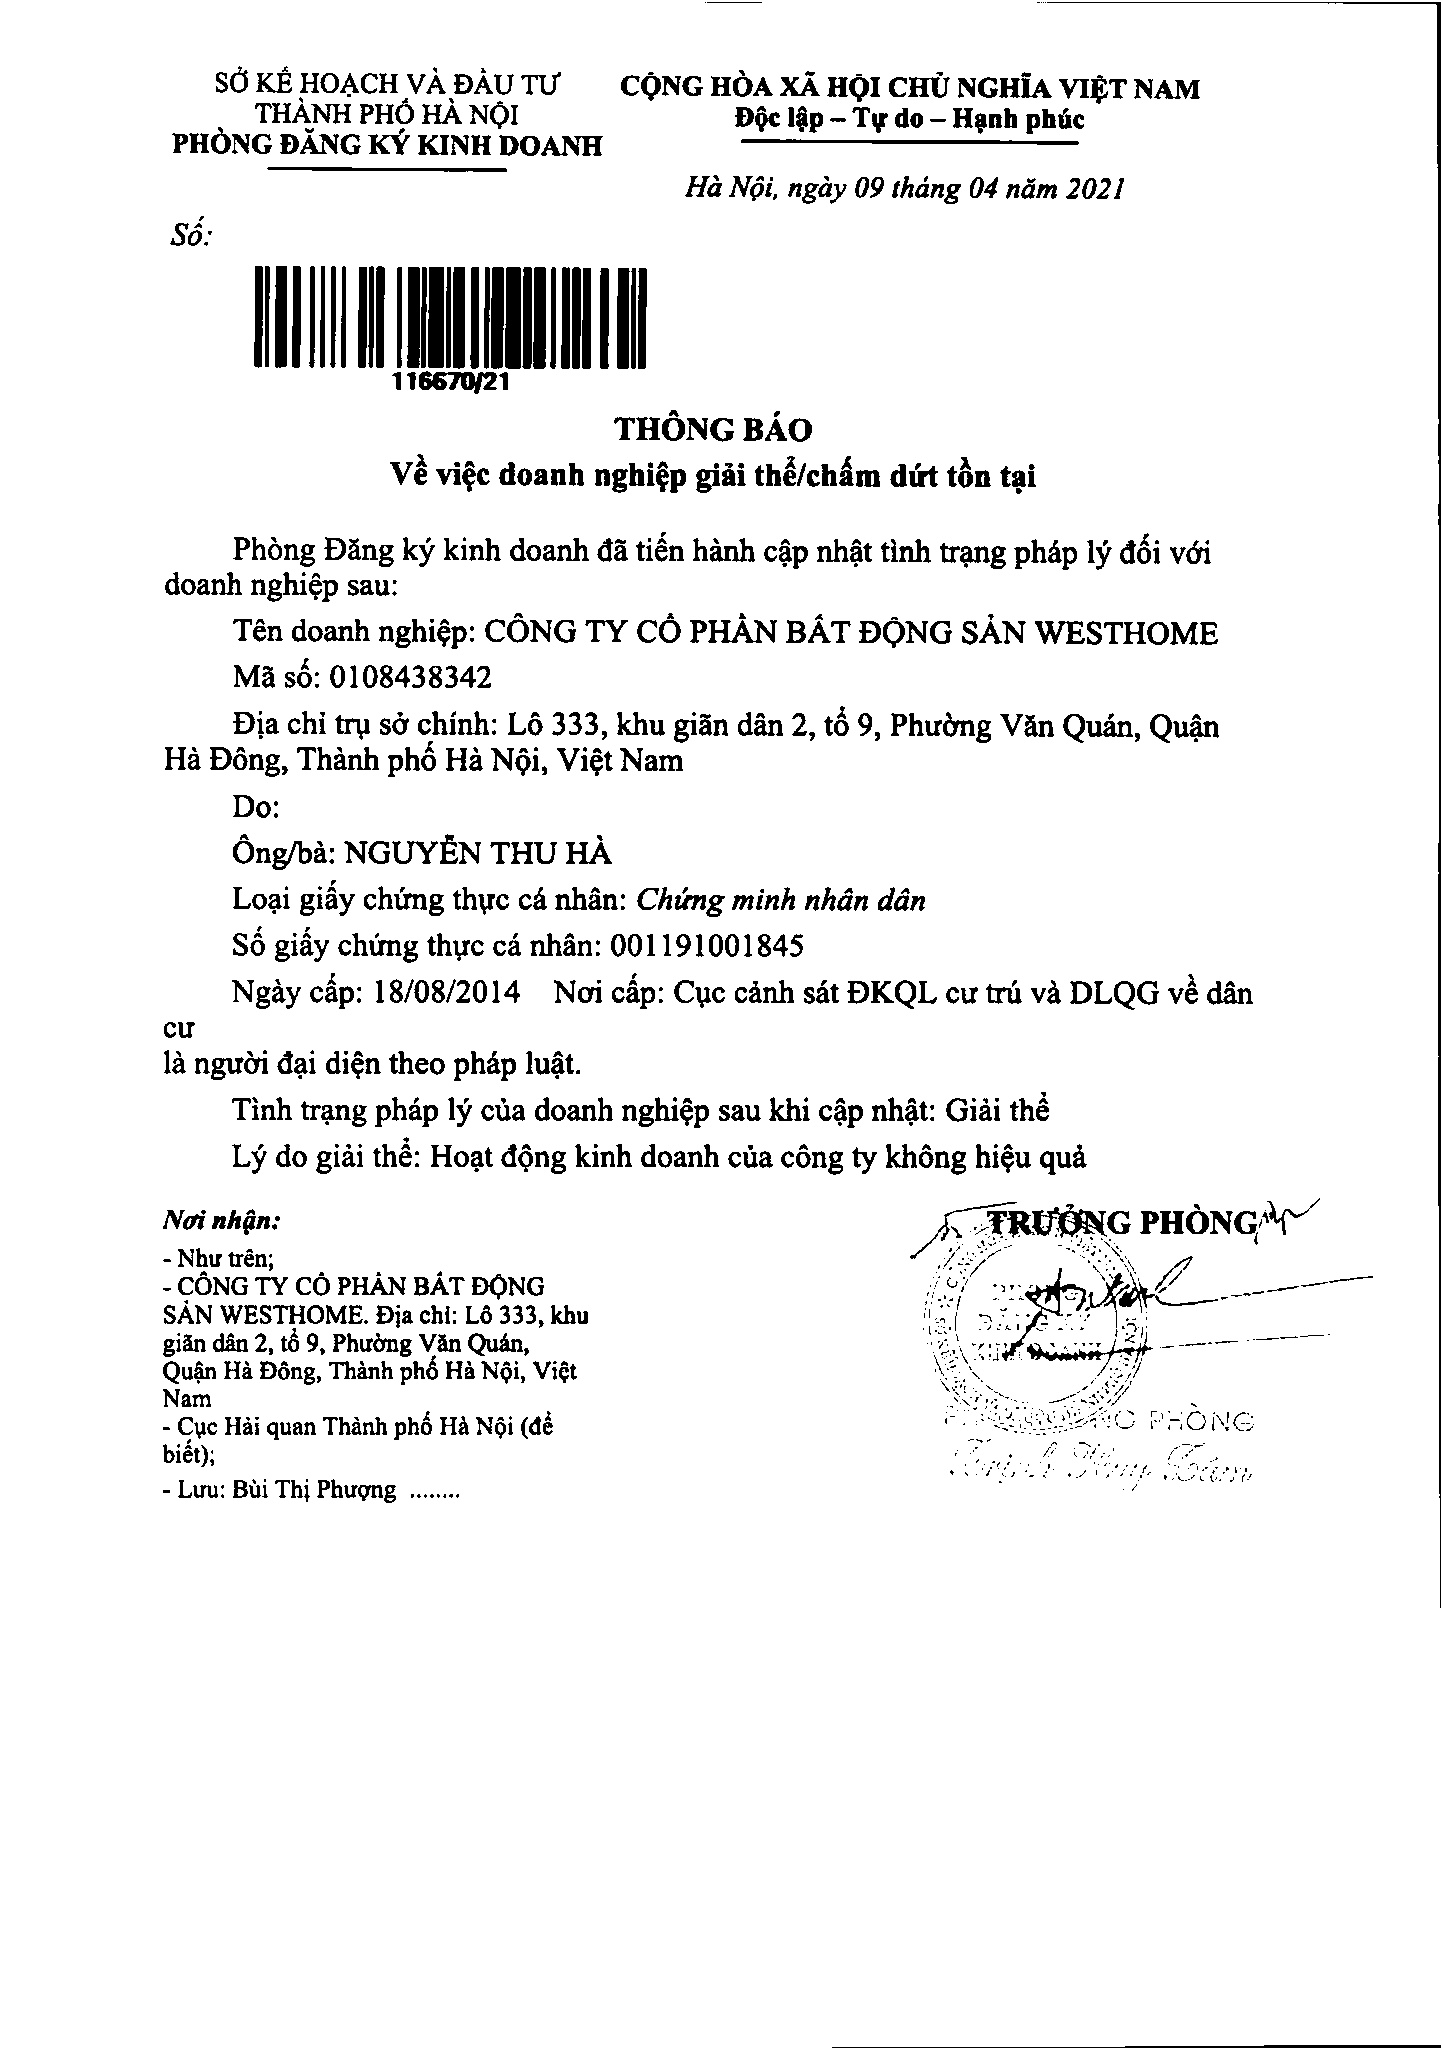 SỞ KẾ HOẠCH VÀ ĐẦU TƯ
THÀNH PHỐ HÀ NỘI
PHÒNG ĐĂNG KÝ KINH DOANH
CỘNG HÒA XÃ HỘI CHỦ NGHĨA VIỆT NAM
Độc lập – Tự do – Hạnh phúc
Hà Nội, ngày 09 tháng 04 năm 2021
Số:
116670/21
THÔNG BÁO
Về việc doanh nghiệp giải thể/chấm dứt tồn tại
Phòng Đăng ký kinh doanh đã tiến hành cập nhật tình trạng pháp lý đối với
doanh nghiệp sau:
Tên doanh nghiệp: CÔNG TY CỔ PHẦN BẤT ĐỘNG SẢN WESTHOME
Mã số: 0108438342
Địa chỉ trụ sở chính: Lô 333, khu giãn dân 2, tổ 9, Phường Văn Quán, Quận
Hà Đông, Thành phố Hà Nội, Việt Nam
Do:
Ông/bà: NGUYỄN THU HÀ
Loại giấy chứng thực cá nhân: Chứng minh nhân dân
Số giấy chứng thực cá nhân: 001191001845
Ngày cấp: 18/08/2014 Nơi cấp: Cục cảnh sát ĐKQL cư trú và DLQG về dân
cư
là người đại diện theo pháp luật.
Tình trạng pháp lý của doanh nghiệp sau khi cập nhật: Giải thể
Lý do giải thể: Hoạt động kinh doanh của công ty không hiệu quả
Nơi nhận:
- Như trên;
- CÔNG TY CỔ PHẦN BẤT ĐỘNG
SẢN WESTHOME. Địa chỉ: Lô 333, khu
giãn dân 2, tổ 9, Phường Văn Quán,
Quận Hà Đông, Thành phố Hà Nội, Việt
Nam
- Cục Hải quan Thành phố Hà Nội (để
biết);
- Lưu: Bùi Thị Phượng ........
TRƯỞNG PHÒNG
ĐĂNG KÝ
KINH DOANH
PHÒNG